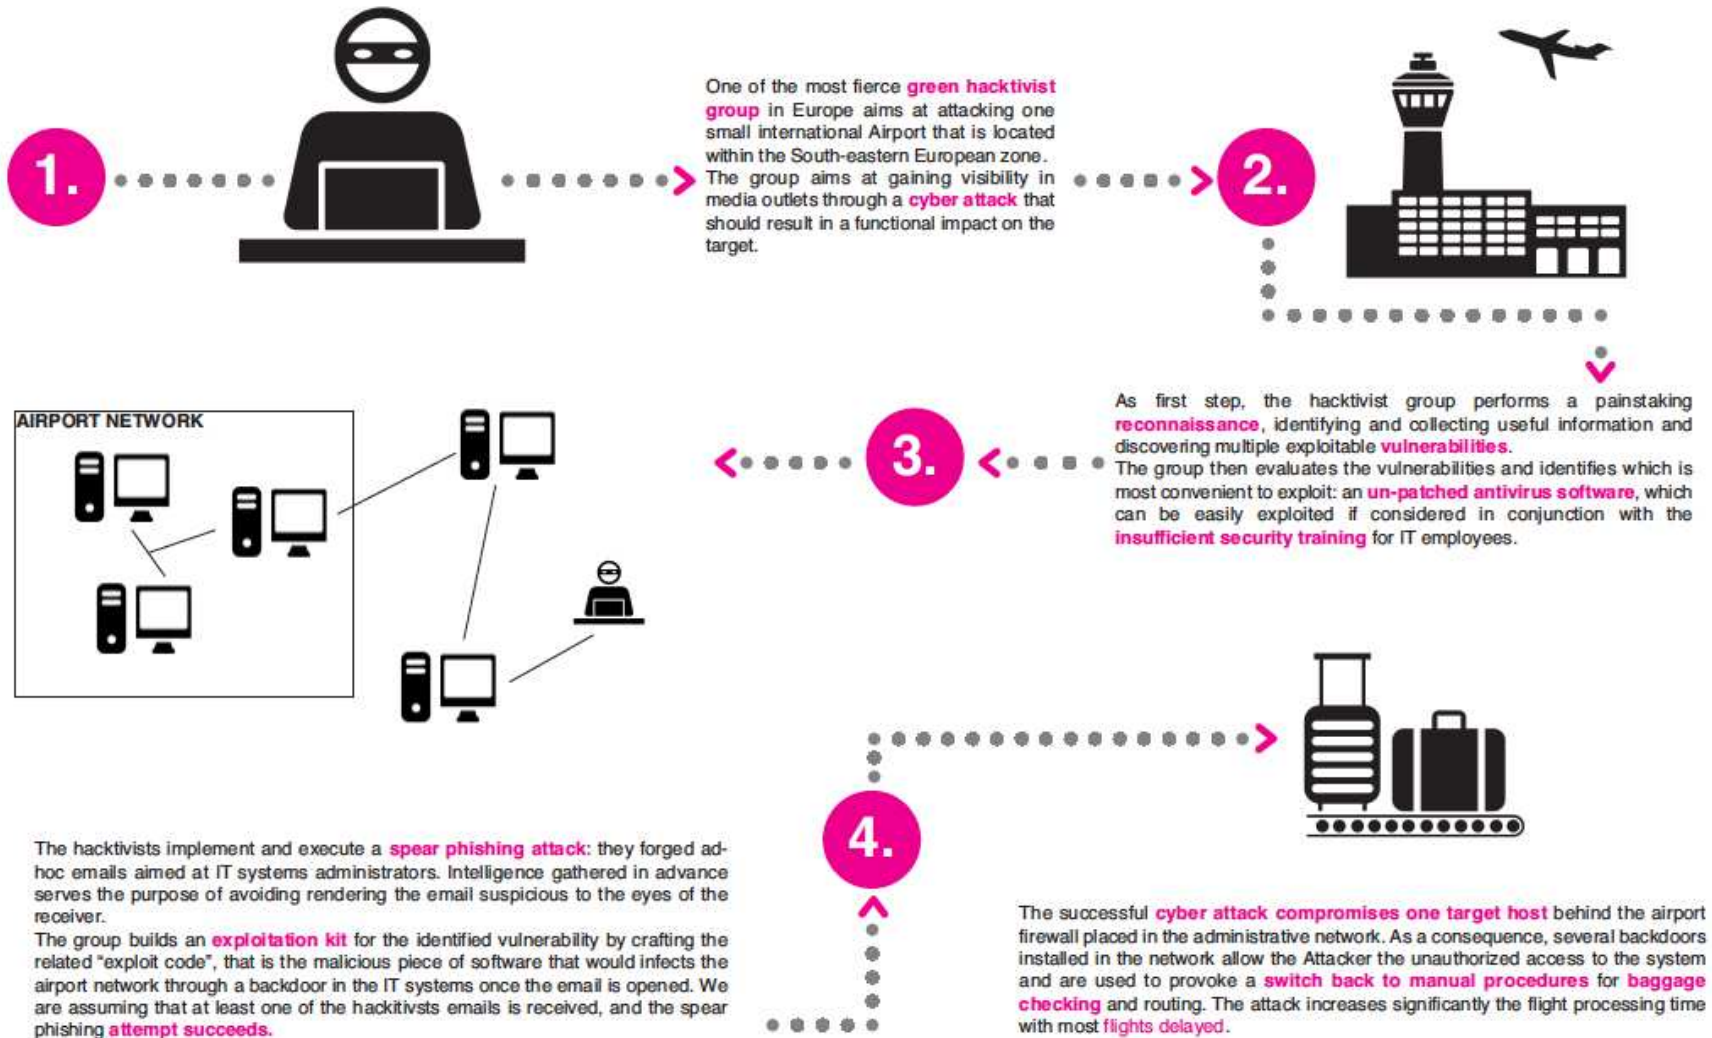 1.
One of the most fierce green hacktivist
group in Europe aims at attacking one
small international Airport that is located
within the South-eastern European zone.
The group aims at gaining visibility in
media outlets through a cyber attack that
should result in a functional impact on the
target.
2.
As first step, the hacktivist group performs a painstaking
reconnaissance, identifying and collecting useful information and
discovering multiple exploitable vulnerabilities.
The group then evaluates the vulnerabilities and identifies which is
most convenient to exploit: an un-patched antivirus software, which
can be easily exploited if considered in conjunction with the
insufficient security training for IT employees.
3.
AIRPORT NETWORK
The hacktivists implement and execute a spear phishing attack: they forged ad-
hoc emails aimed at IT systems administrators. Intelligence gathered in advance
serves the purpose of avoiding rendering the email suspicious to the eyes of the
receiver.
The group builds an exploitation kit for the identified vulnerability by crafting the
related "exploit code", that is the malicious piece of software that would infects the
airport network through a backdoor in the IT systems once the email is opened. We
are assuming that at least one of the hackitivsts emails is received, and the spear
phishing attempt succeeds.
4.
The successful cyber attack compromises one target host behind the airport
firewall placed in the administrative network. As a consequence, several backdoors
installed in the network allow the Attacker the unauthorized access to the system
and are used to provoke a switch back to manual procedures for baggage
checking and routing. The attack increases significantly the flight processing time
with most flights delayed.